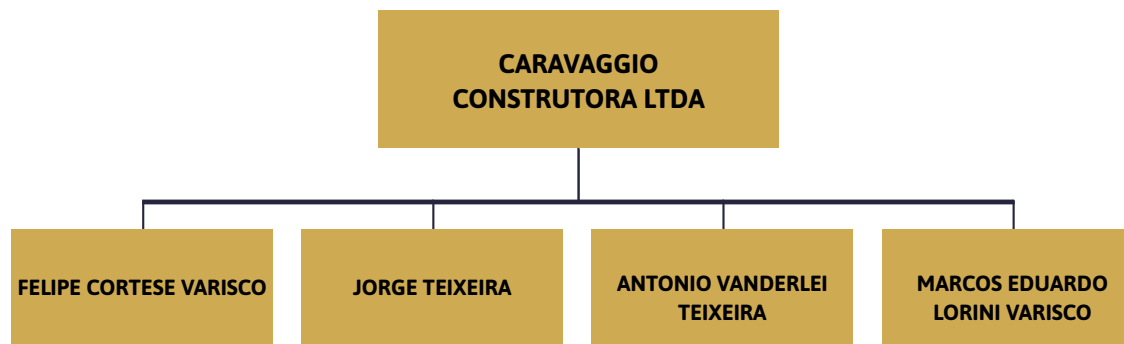 CARAVAGGIO
CONSTRUTORA LTDA
FELIPE CORTESE VARISCO
JORGE TEIXEIRA
ANTONIO VANDERLEI
TEIXEIRA
MARCOS EDUARDO
LORINI VARISCO